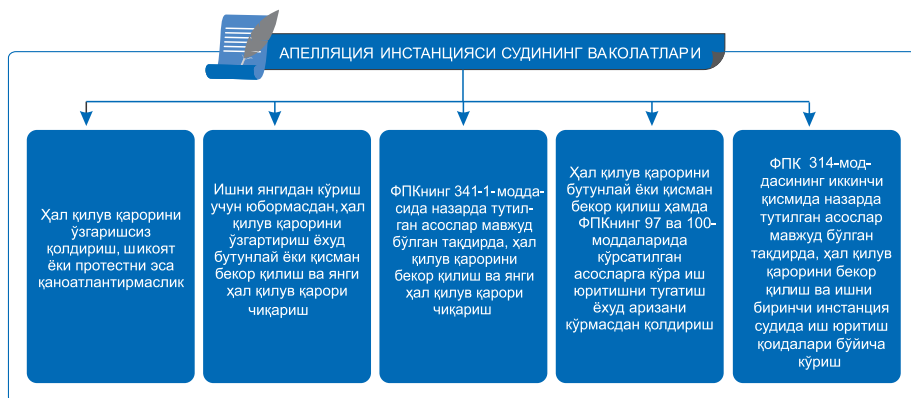 АПЕЛЛЯЦИЯ ИНСТАНЦИЯСИ СУДИНИНГ ВАКОЛАТЛАРИ
Ҳал қилув қарорини
ўзгаришсиз
қолдириш, шикоят
ёки протестни эса
қаноатлантирмаслик
Ишни янгидан кўриш
учун юбормасдан, ҳал
қилув қарорини
ўзгартириш ёхуд
бутунлай ёки қисман
бекор қилиш ва янги
ҳал қилув қарори
чиқариш
ФПКнинг 341-1-модда-
сида назарда тутил-
ган асослар мавжуд
бўлган тақдирда, ҳал
қилув қарорини
бекор қилиш ва янги
ҳал қилув қарори
чиқариш
Ҳал қилув қарорини
бутунлай ёки қисман
бекор қилиш ҳамда
ФПКнинг 97 ва 100-
моддаларида
кўрсатилган
асосларга кўра иш
юритишни тугатиш
ёхуд аризани
кўрмасдан қолдириш
ФПК 314-мод-
дасининг иккинчи
қисмида назарда
тутилган асослар
мавжуд бўлган
тақдирда, ҳал қилув
қарорини бекор
қилиш ва ишни
биринчи инстанция
судида иш юритиш
қоидалари бўйича
кўриш